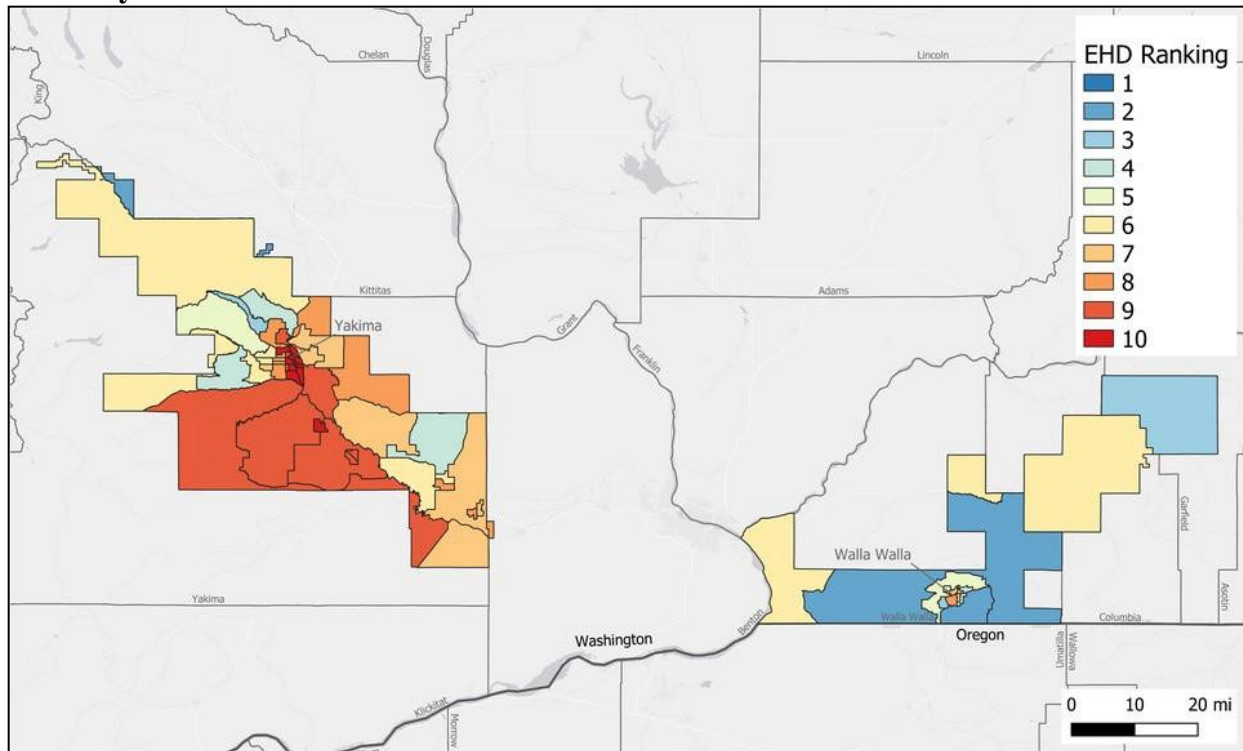 Chelan
Douglas
Lincoln
King
EHD Ranking
1
2
3
4
5
6
7
8
9
10
Kittitas
Adams
Grant
Yakima
Franklin
Garfield
Asotin
Walla Walla
Yakima
Walla Walla
Columbia
Benton
Washington
Oregon
Umatilla
Wallowa
Klickitat
Morrow
0 10 20 mi